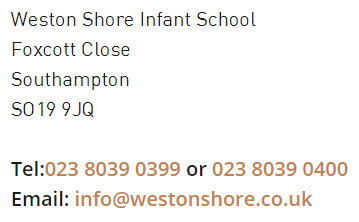 Weston Shore Infant School
Foxcott Close
Southampton
SO19 9JQ
Tel:023 8039 0399 or 023 8039 0400
Email: info@westonshore.co.uk